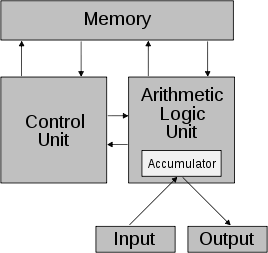 Memory
Control
Unit
Arithmetic
Logic
Unit
Accumulator
Input
Output